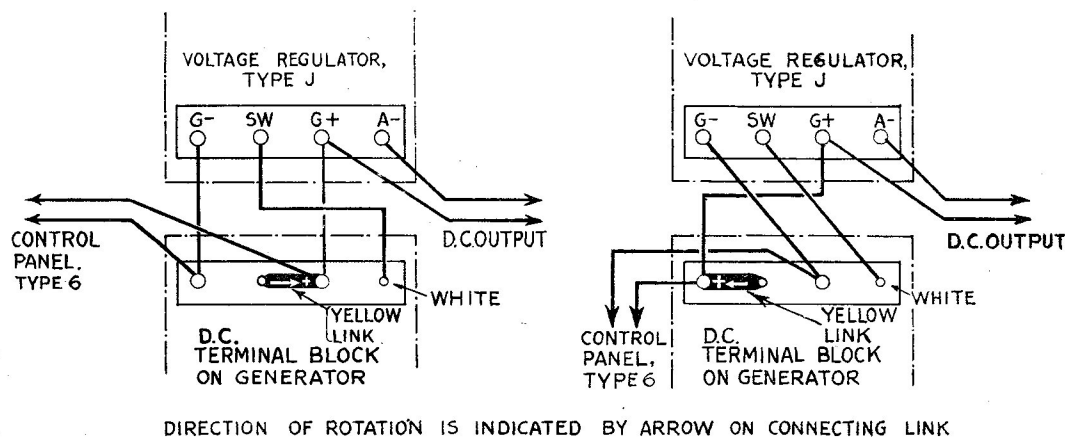 VOLTAGE REGULATOR,
TYPE J
G- SW G+ A-
D.C.OUTPUT
CONTROL
PANEL,
TYPE 6
WHITE
YELLOW
LINK
D.C.
TERMINAL BLOCK
ON GENERATOR
VOLTAGE REGULATOR,
TYPE J
G- SW G+ A-
D.C.OUTPUT
WHITE
YELLOW
LINK
CONTROL
PANEL,
TYPE 6
D.C.
TERMINAL BLOCK
ON GENERATOR
DIRECTION OF ROTATION IS INDICATED BY ARROW ON CONNECTING LINK